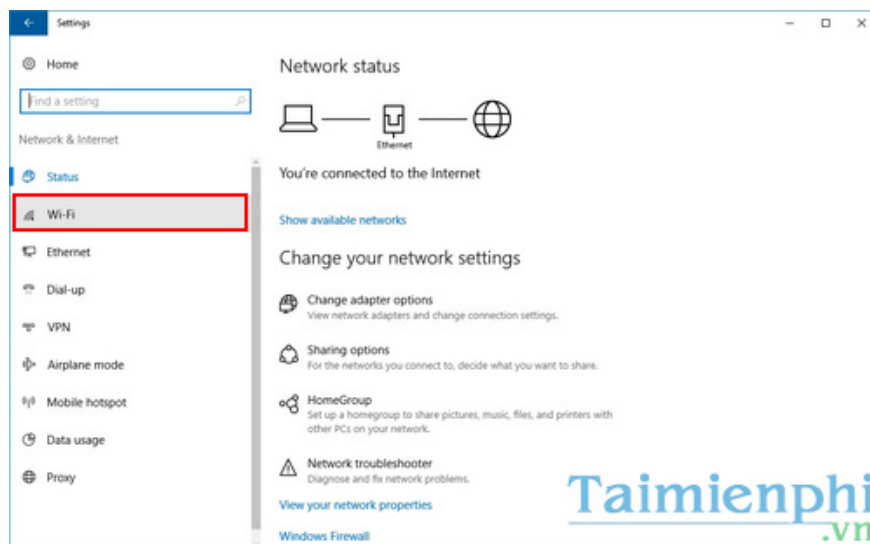 Settings
Home
Find a setting
Network & Internet
Status
Wi-Fi
Ethernet
Dial-up
VPN
Airplane mode
Mobile hotspot
Data usage
Proxy
Network status
Ethernet
You're connected to the Internet
Show available networks
Change your network settings
Change adapter options
View network adapters and change connection settings.
Sharing options
For the networks you connect to, decide what you want to share.
HomeGroup
Set up a homegroup to share pictures, music, files, and printers with
other PCs on your network.
Network troubleshooter
Diagnose and fix network problems.
View your network properties
Windows Firewall
Taimienphi
.vn